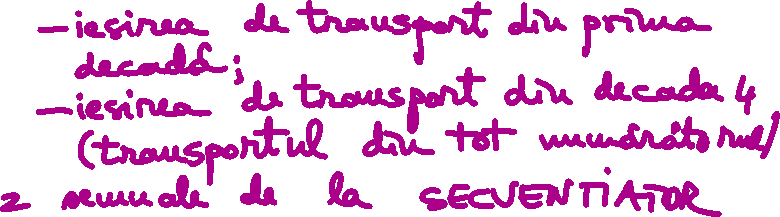 - iesirea de transport din prima
decadă;
- iesirea de transport din decada 4
(transportul din tot numărătorul)
2 semnale de la SECVENTIATOR